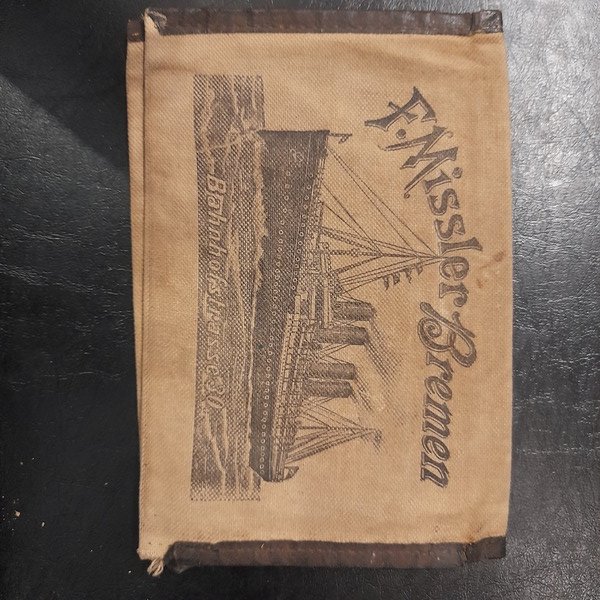 F. Missler Bremen
Bahnhofstrasse 30.